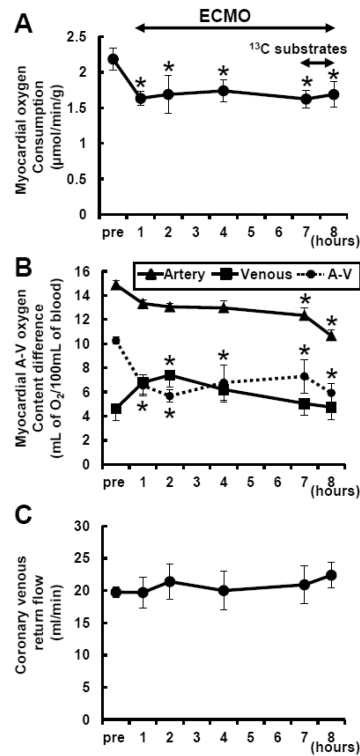 A
ECMO
¹³C substrates
Myocardial oxygen
Consumption
(μmol/min/g)
2.5
2
1.5
1
0.5
0
* * * * *
pre 1 2 3 4 5 6 7 8
(hours)
B
Artery Venous A-V
Myocardial A-V oxygen
Content difference
(mL of O₂/100mL of blood)
16
14
12
10
8
6
4
2
0
* *
* * * *
* *
pre 1 2 3 4 5 6 7 8
(hours)
C
Coronary venous
return flow
(ml/min)
30
25
20
15
10
5
0
pre 1 2 3 4 5 6 7 8
(hours)